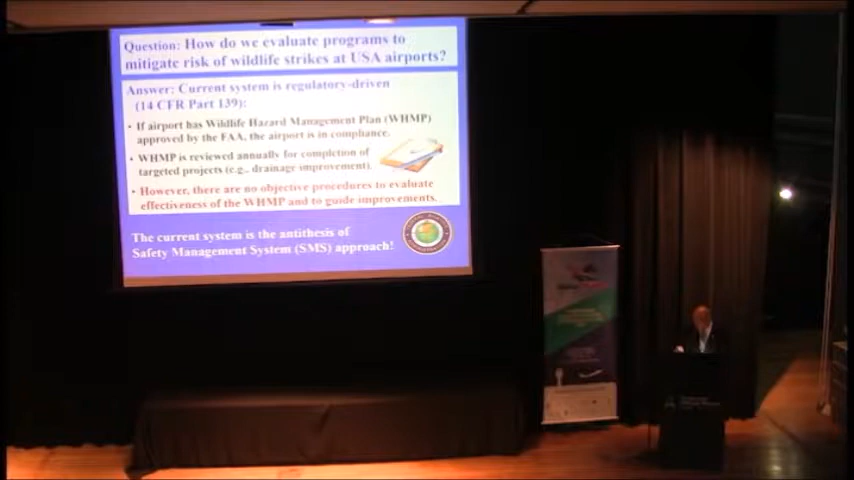 Question: How do we evaluate programs to
mitigate risk of wildlife strikes at USA airports?
Answer: Current system is regulatory-driven
(14 CFR Part 139):
• If airport has Wildlife Hazard Management Plan (WHMP)
approved by the FAA, the airport is in compliance.
• WHMP is reviewed annually for completion of
targeted projects (e.g., drainage improvement).
• However, there are no objective procedures to evaluate
effectiveness of the WHMP and to guide improvements.
The current system is the antithesis of
Safety Management System (SMS) approach!